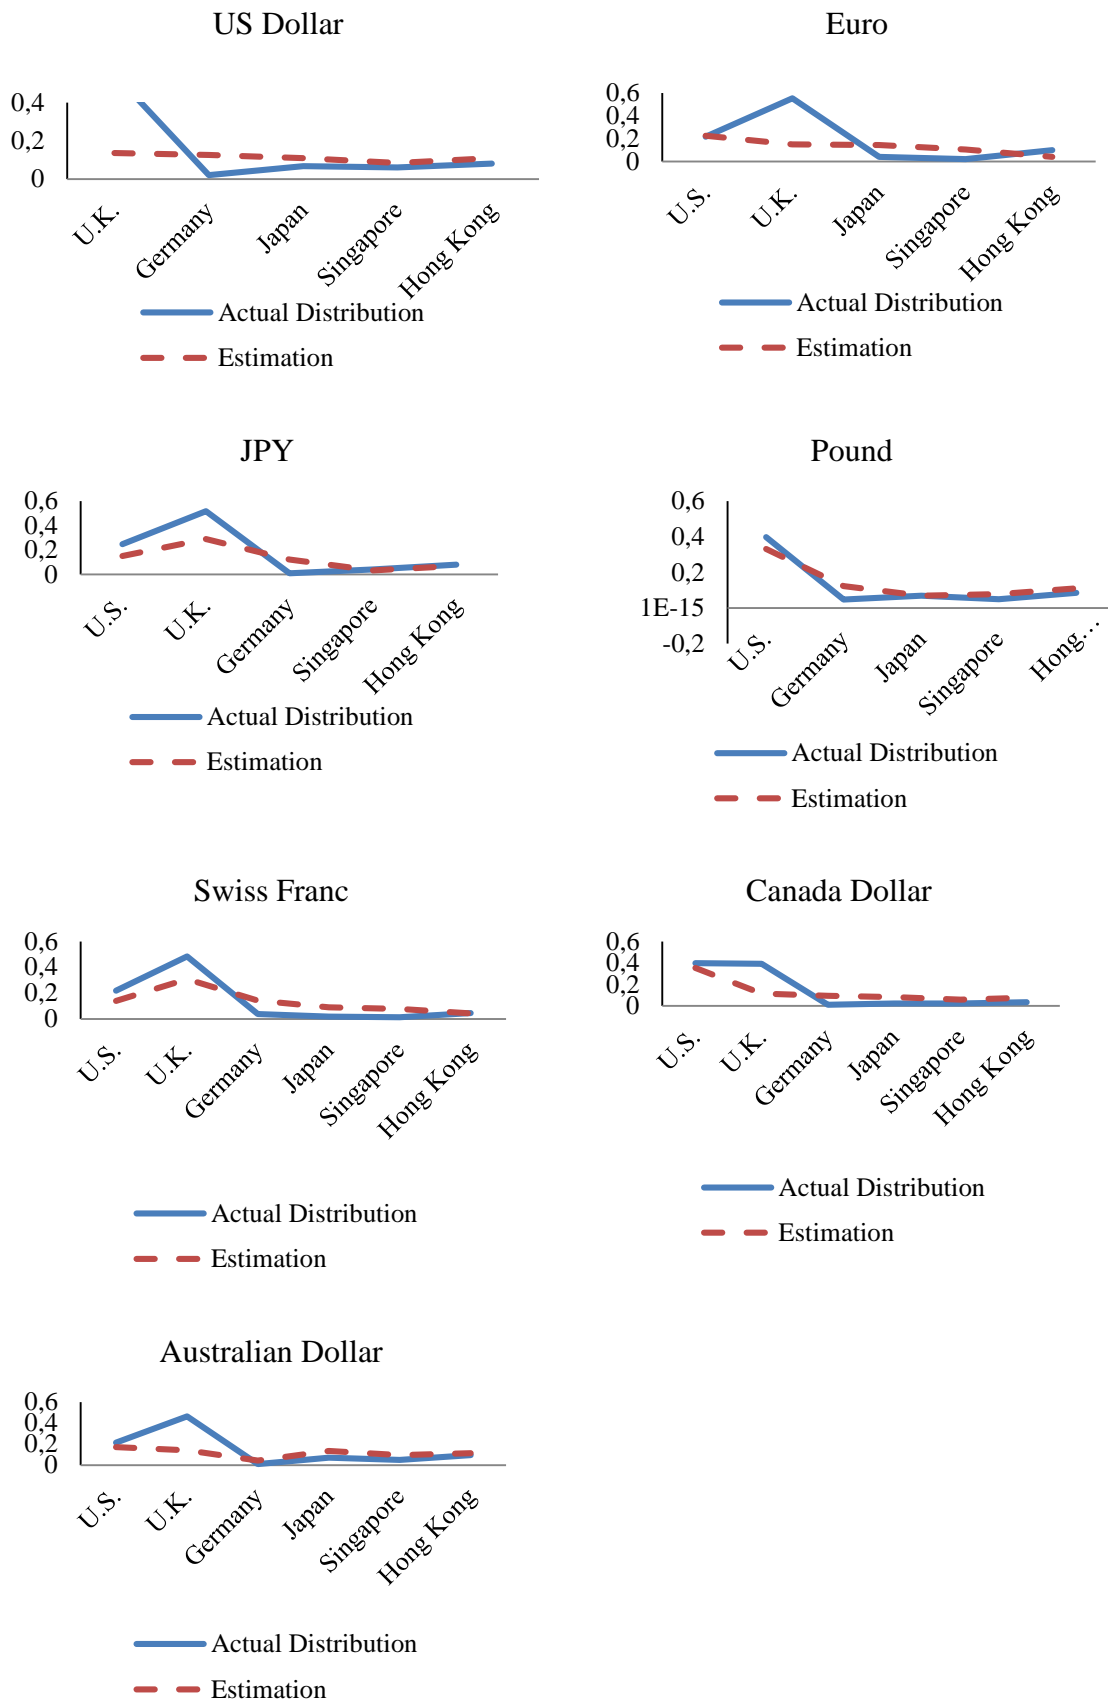 US Dollar
0,4
0,2
0
U.K.
Germany
Japan
Singapore
Hong Kong
Actual Distribution
Estimation
Euro
0,6
0,4
0,2
0
U.S.
U.K.
Japan
Singapore
Hong Kong
Actual Distribution
Estimation
JPY
0,6
0,4
0,2
0
U.S.
U.K.
Germany
Singapore
Hong Kong
Actual Distribution
Estimation
Pound
0,6
0,4
0,2
1E-15
-0,2
U.S.
Germany
Japan
Singapore
Hong…
Actual Distribution
Estimation
Swiss Franc
0,6
0,4
0,2
0
U.S.
U.K.
Germany
Japan
Singapore
Hong Kong
Actual Distribution
Estimation
Canada Dollar
0,6
0,4
0,2
0
U.S.
U.K.
Germany
Japan
Singapore
Hong Kong
Actual Distribution
Estimation
Australian Dollar
0,6
0,4
0,2
0
U.S.
U.K.
Germany
Japan
Singapore
Hong Kong
Actual Distribution
Estimation